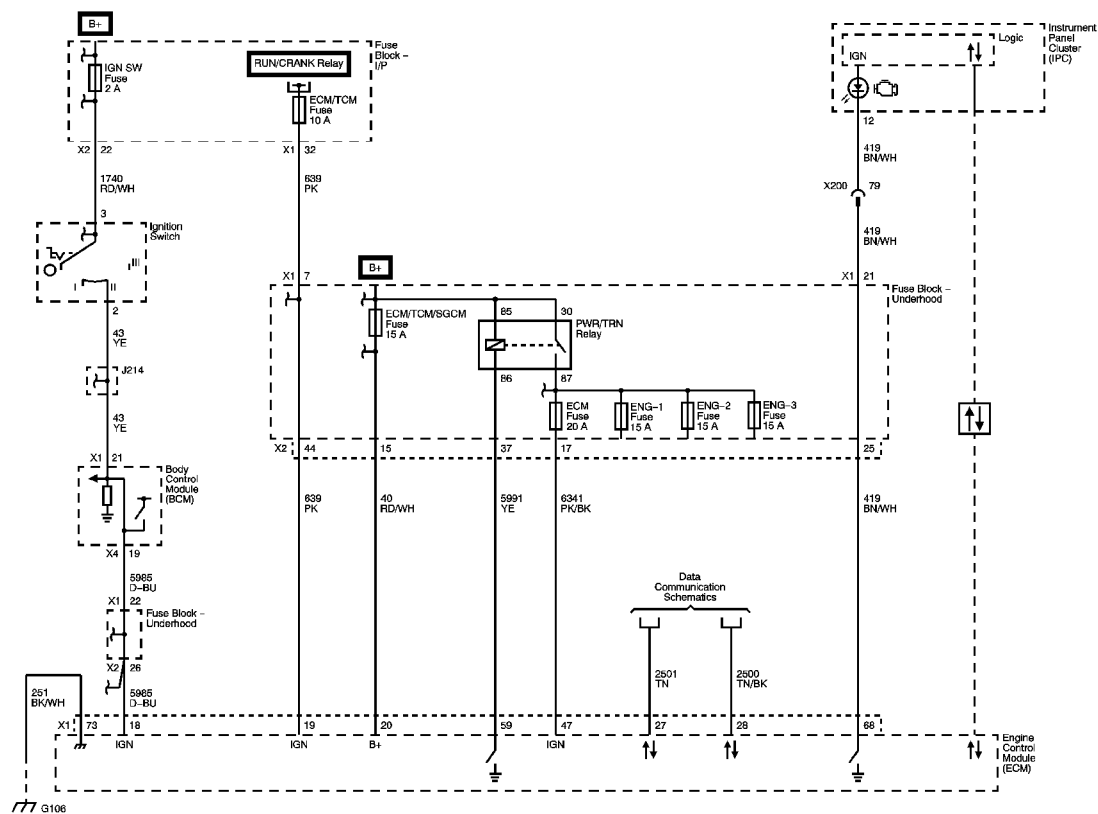 B+
Fuse
Block –
I/P
RUN/CRANK Relay
IGN SW
Fuse
2 A
ECM/TCM
Fuse
10 A
X2 22
X1 32
Instrument
Panel
Cluster
(IPC)
Logic
IGN
12
419
BN/WH
X200 79
419
BN/WH
1740
RD/WH
639
PK
3
Ignition
Switch
I
II
III
2
43
YE
J214
43
YE
X1 7
B+
X1 21
Fuse Block –
Underhood
ECM/TCM/SGCM
Fuse
15 A
85
30
PWR/TRN
Relay
86
87
ECM
Fuse
20 A
ENG–1
Fuse
15 A
ENG–2
Fuse
15 A
ENG–3
Fuse
15 A
X2 44
15
37
17
25
X1 21
Body
Control
Module
(BCM)
639
PK
40
RD/WH
5991
YE
6341
PK/BK
419
BN/WH
X4 19
5985
D–BU
X1 22
Fuse Block –
Underhood
X2 26
5985
D–BU
Data
Communication
Schematics
2501
TN
2500
TN/BK
251
BK/WH
X1 73
18
19
20
59
47
27
28
68
IGN
IGN
B+
IGN
Engine
Control
Module
(ECM)
G106